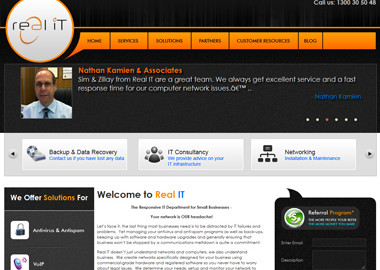 Call us: 1300 30 50 48
real iT
HOME SERVICES SOLUTIONS PARTNERS CUSTOMER RESOURCES BLOG
Nathan Kamien & Associates
Sim & Zillay from Real IT are a great team. We always get excellent service and a fast
response time for our computer network issues.â€™ ..
- Nathan Kamien
Backup & Data Recovery
Contact us if you have lost any data
IT Consultancy
We provide advice on your
IT infrastructure
Networking
Installation & Maintenance
We Offer Solutions For
Antivirus & Antispam
VoIP
Welcome to Real IT
The Responsive IT Department for Small Businesses -
Your network is OUR headache!
Let's face it, the last thing most businesses need is to be distracted by IT failures and
problems. Yet managing your antivirus and antispam programs as well as backups,
keeping up with software and hardware upgrades and generally ensuring that
business won't be stopped by a communications meltdown is quite a commitment.
Real IT doesn't just understand networks and computers, we also understand
business. We create networks specifically designed for your business using
commercial-grade hardware and registered software so you never have to worry
about legal issues. We determine your needs, setup and monitor your network to
Referral Program*
THE MORE PEOPLE YOU REFER
THE MORE YOU
Enter Email
Description